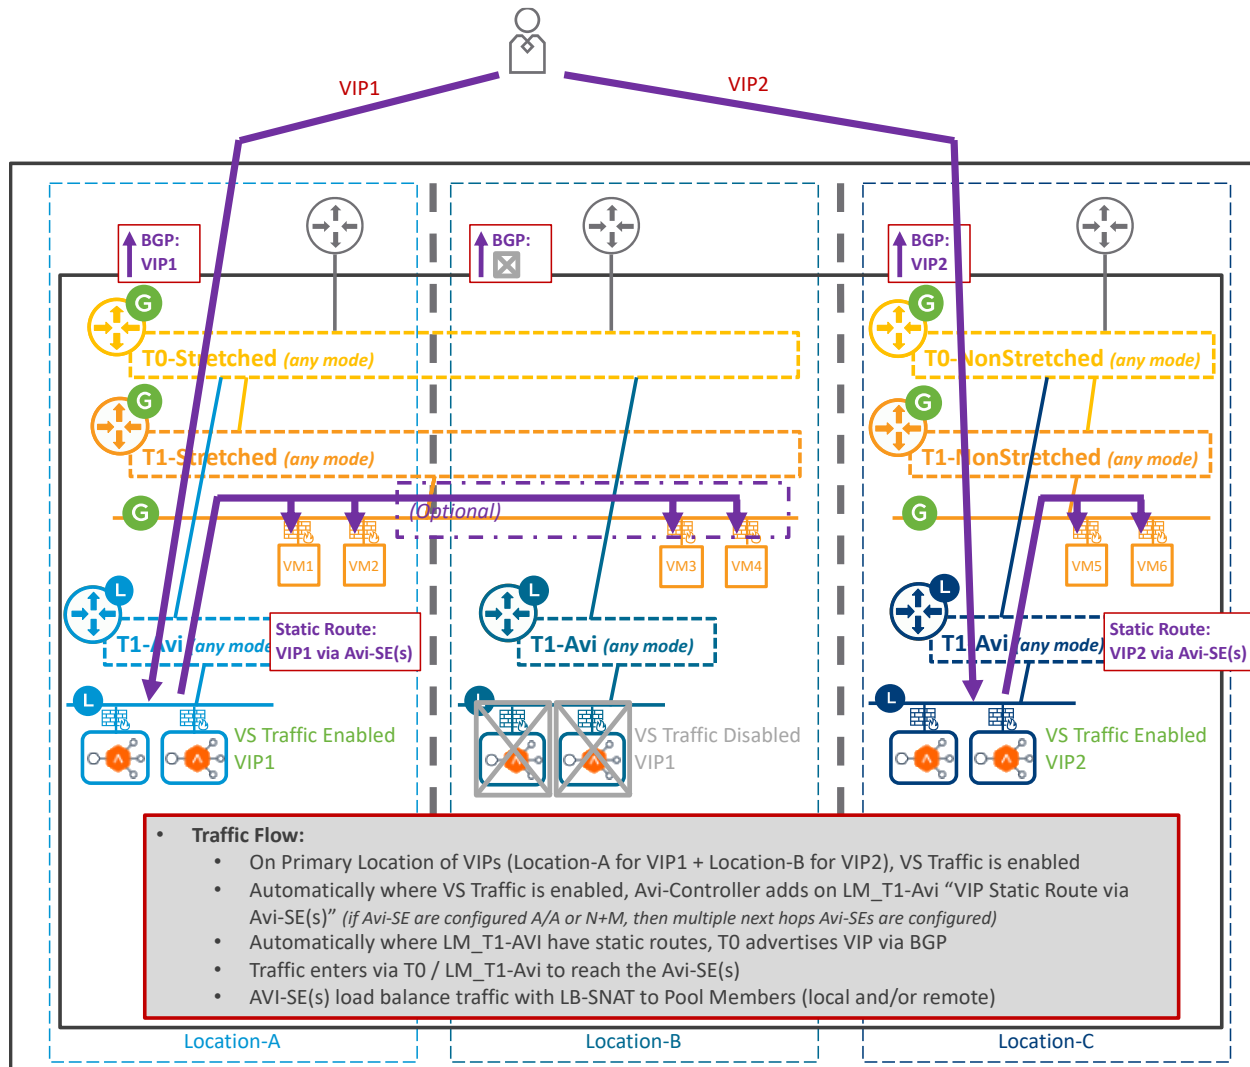 VIP1
VIP2
BGP:
VIP1
BGP:
BGP:
VIP2
G
T0-Stretched (any mode)
G
T0-NonStretched (any mode)
G
T1-Stretched (any mode)
G
T1-NonStretched (any mode)
G
(Optional)
G
VM1
VM2
VM3
VM4
VM5
VM6
L
T1-Avi (any mode)
Static Route:
VIP1 via Avi-SE(s)
L
T1-Avi (any mode)
L
T1-Avi (any mode)
Static Route:
VIP2 via Avi-SE(s)
L
VS Traffic Enabled
VIP1
L
VS Traffic Disabled
VIP1
L
VS Traffic Enabled
VIP2
• Traffic Flow:
• On Primary Location of VIPs (Location-A for VIP1 + Location-B for VIP2), VS Traffic is enabled
• Automatically where VS Traffic is enabled, Avi-Controller adds on LM_T1-Avi “VIP Static Route via
Avi-SE(s)” (if Avi-SE are configured A/A or N+M, then multiple next hops Avi-SEs are configured)
• Automatically where LM_T1-AVI have static routes, T0 advertises VIP via BGP
• Traffic enters via T0 / LM_T1-Avi to reach the Avi-SE(s)
• AVI-SE(s) load balance traffic with LB-SNAT to Pool Members (local and/or remote)
Location-A
Location-B
Location-C